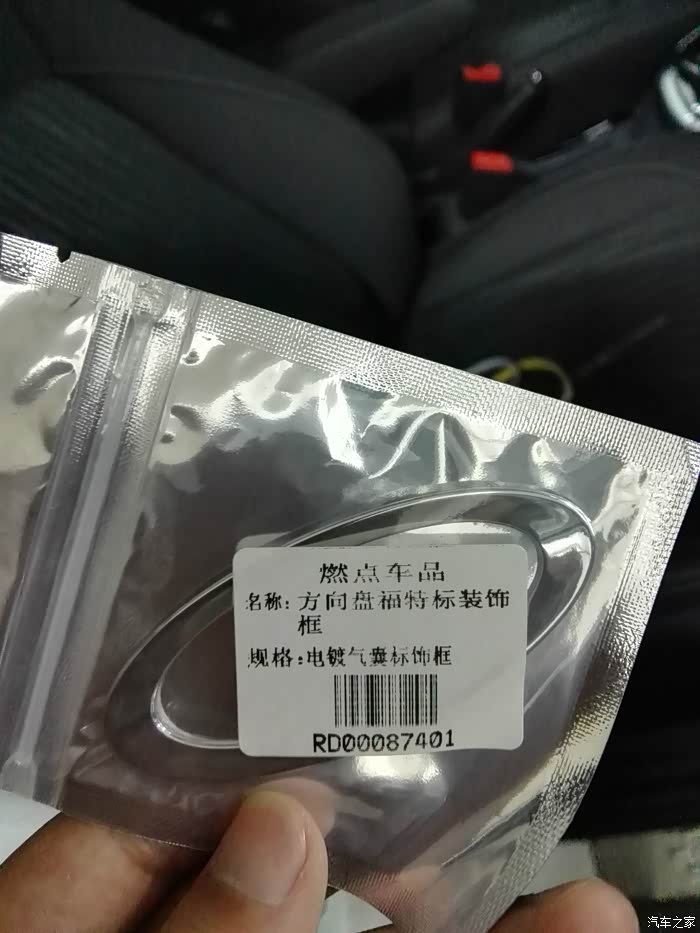 燃点车品
名称:方向盘福特标装饰
框
规格:电镀气囊标饰框
RD00087401
汽车之家